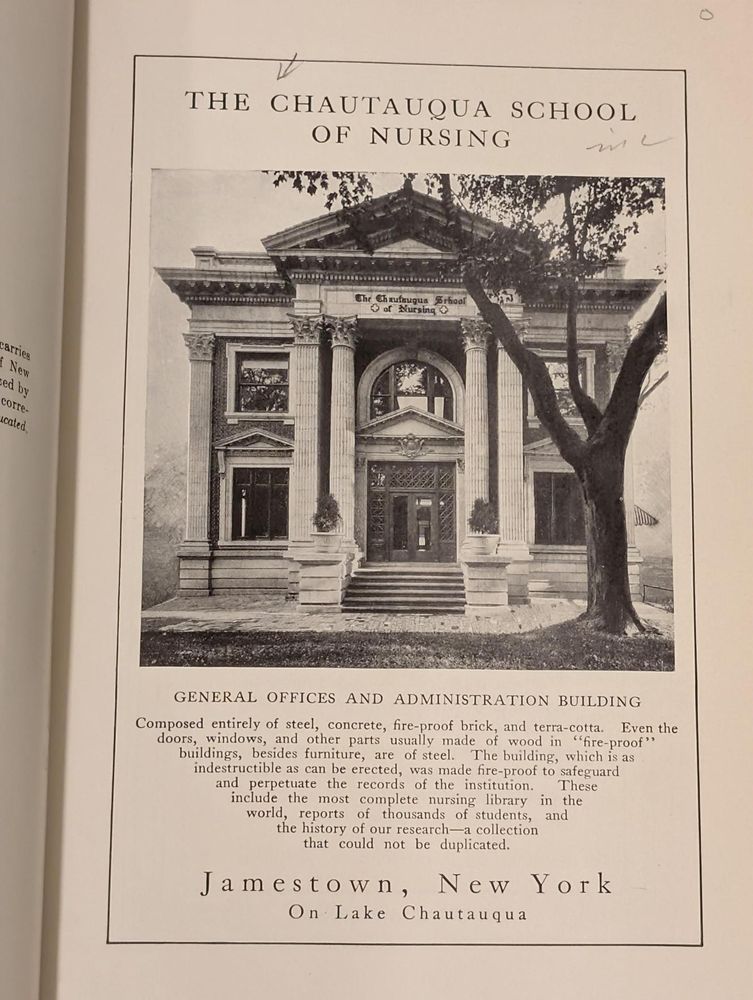 THE CHAUTAUQUA SCHOOL
OF NURSING
The Chautauqua School
of Nursing
GENERAL OFFICES AND ADMINISTRATION BUILDING
Composed entirely of steel, concrete, fire-proof brick, and terra-cotta. Even the
doors, windows, and other parts usually made of wood in “fire-proof”
buildings, besides furniture, are of steel. The building, which is as
indestructible as can be erected, was made fire-proof to safeguard
and perpetuate the records of the institution. These
include the most complete nursing library in the
world, reports of thousands of students, and
the history of our research—a collection
that could not be duplicated.
Jamestown, New York
On Lake Chautauqua
carries
New
by
corre-